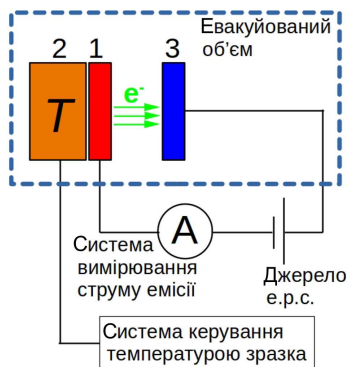 Евакуйований
об’єм
2 1 3
T
e-
A
Система
вимірювання
струму емісії
Джерело
е.р.с.
Система керування
температурою зразка